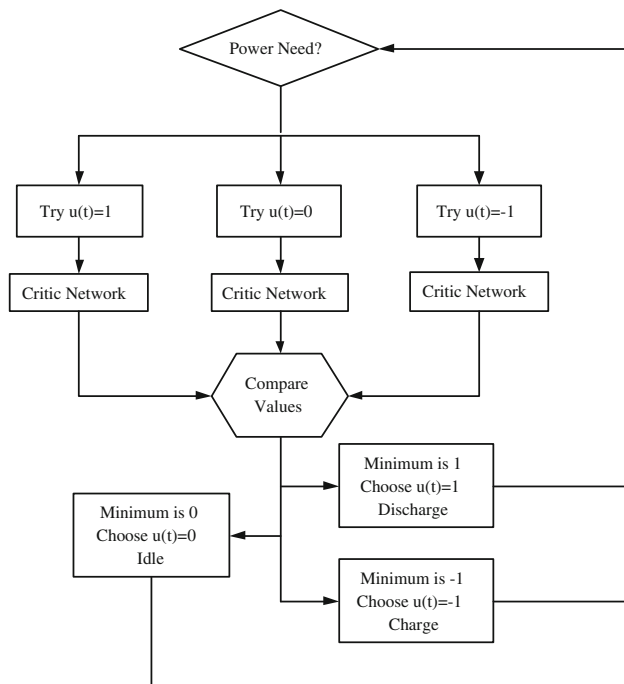 Power Need?
Try u(t)=1
Try u(t)=0
Try u(t)=-1
Critic Network
Critic Network
Critic Network
Compare
Values
Minimum is 1
Choose u(t)=1
Discharge
Minimum is 0
Choose u(t)=0
Idle
Minimum is -1
Choose u(t)=-1
Charge